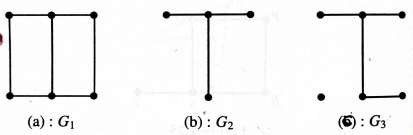 (a) : G₁ (b) : G₂ (c) : G₃